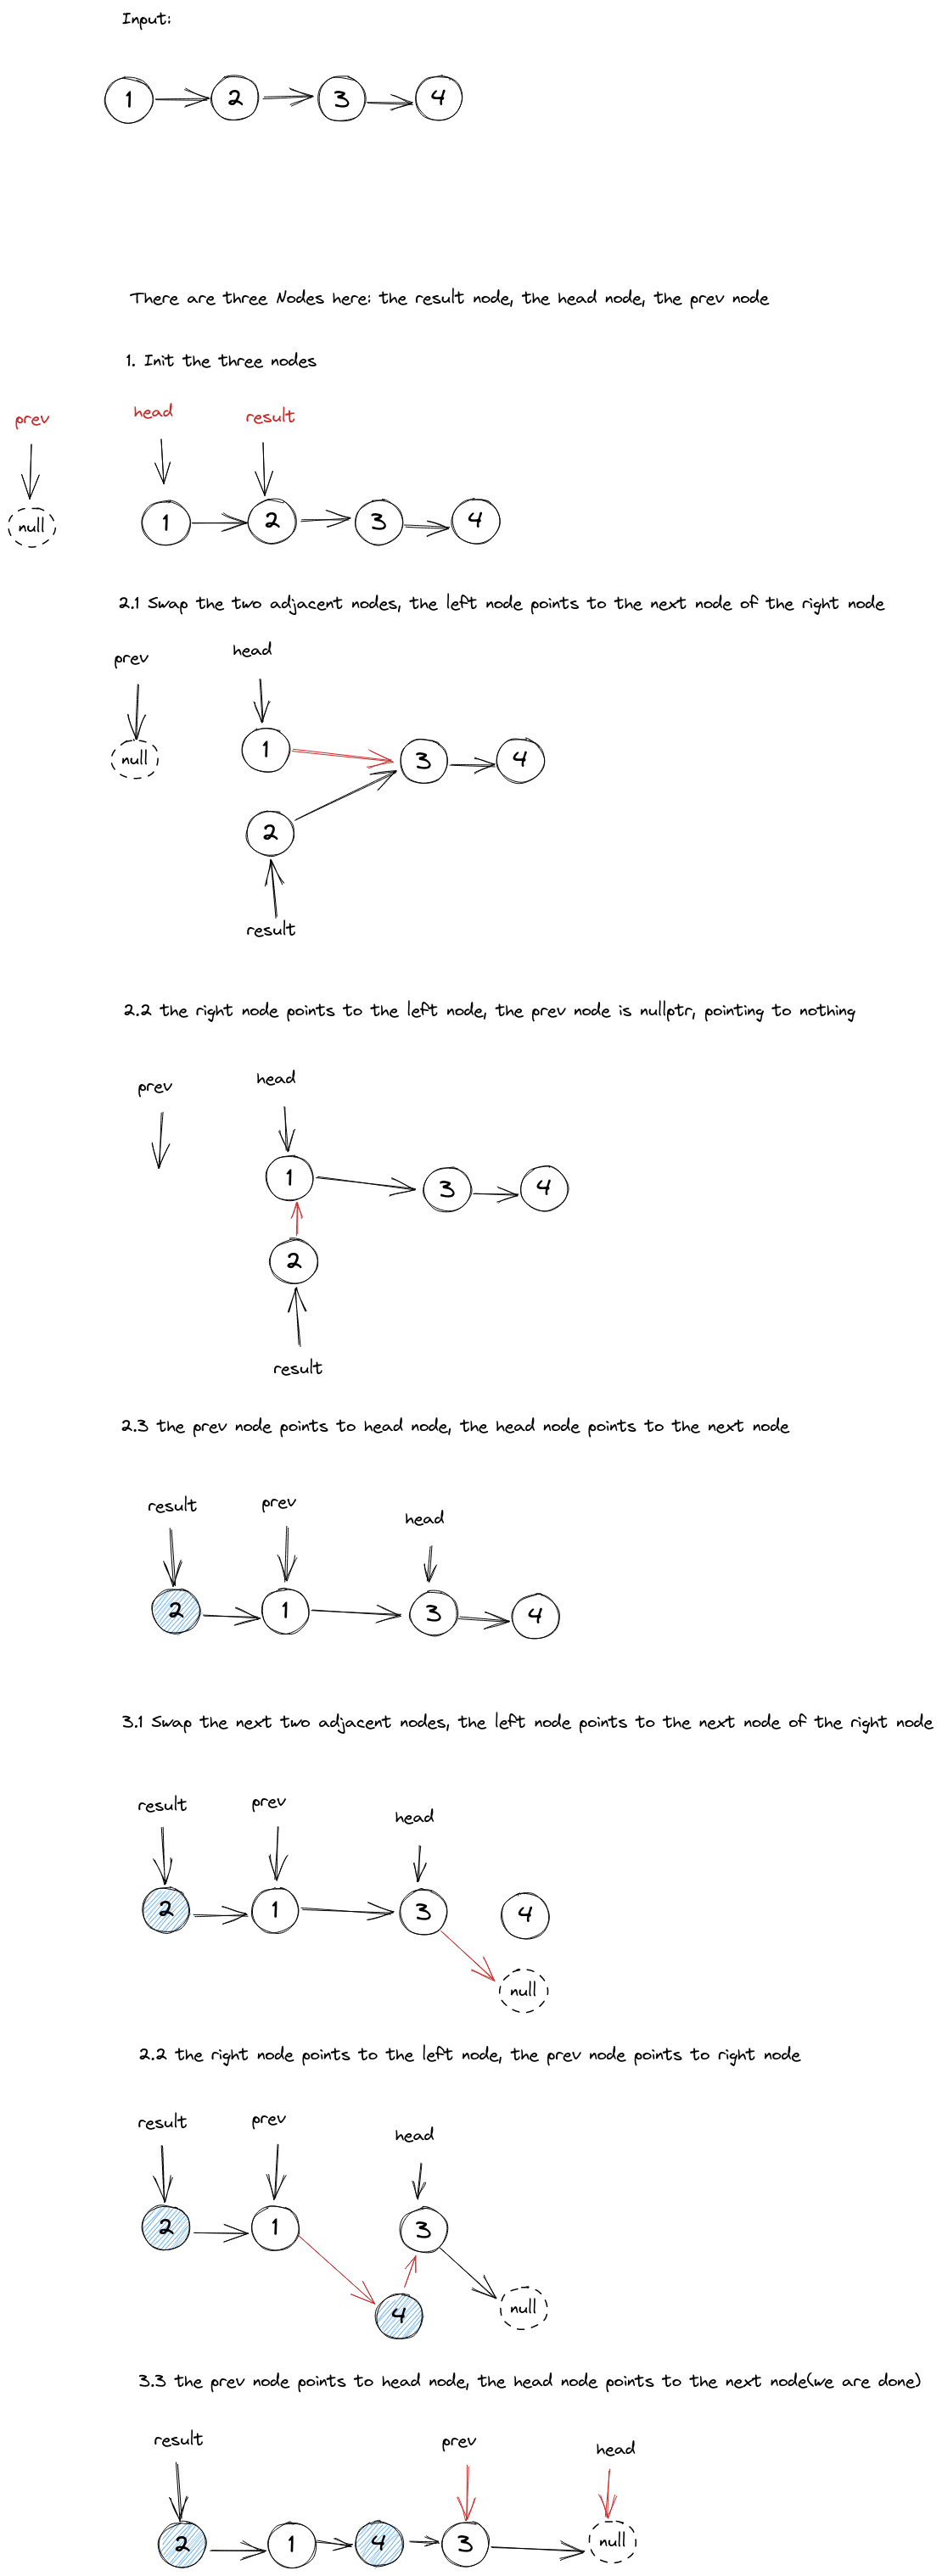 Input:
1 2 3 4
There are three Nodes here: the result node, the head node, the prev node
1. Init the three nodes
prev head result
null 1 2 3 4
2.1 Swap the two adjacent nodes, the left node points to the next node of the right node
prev head
null 1 3 4
2
result
2.2 the right node points to the left node, the prev node is nullptr, pointing to nothing
prev head
1 3 4
2
result
2.3 the prev node points to head node, the head node points to the next node
result prev head
2 1 3 4
3.1 Swap the next two adjacent nodes, the left node points to the next node of the right node
result prev head
2 1 3 4
null
2.2 the right node points to the left node, the prev node points to right node
result prev head
2 1 3
4 null
3.3 the prev node points to head node, the head node points to the next node(we are done)
result prev head
2 1 4 3 null